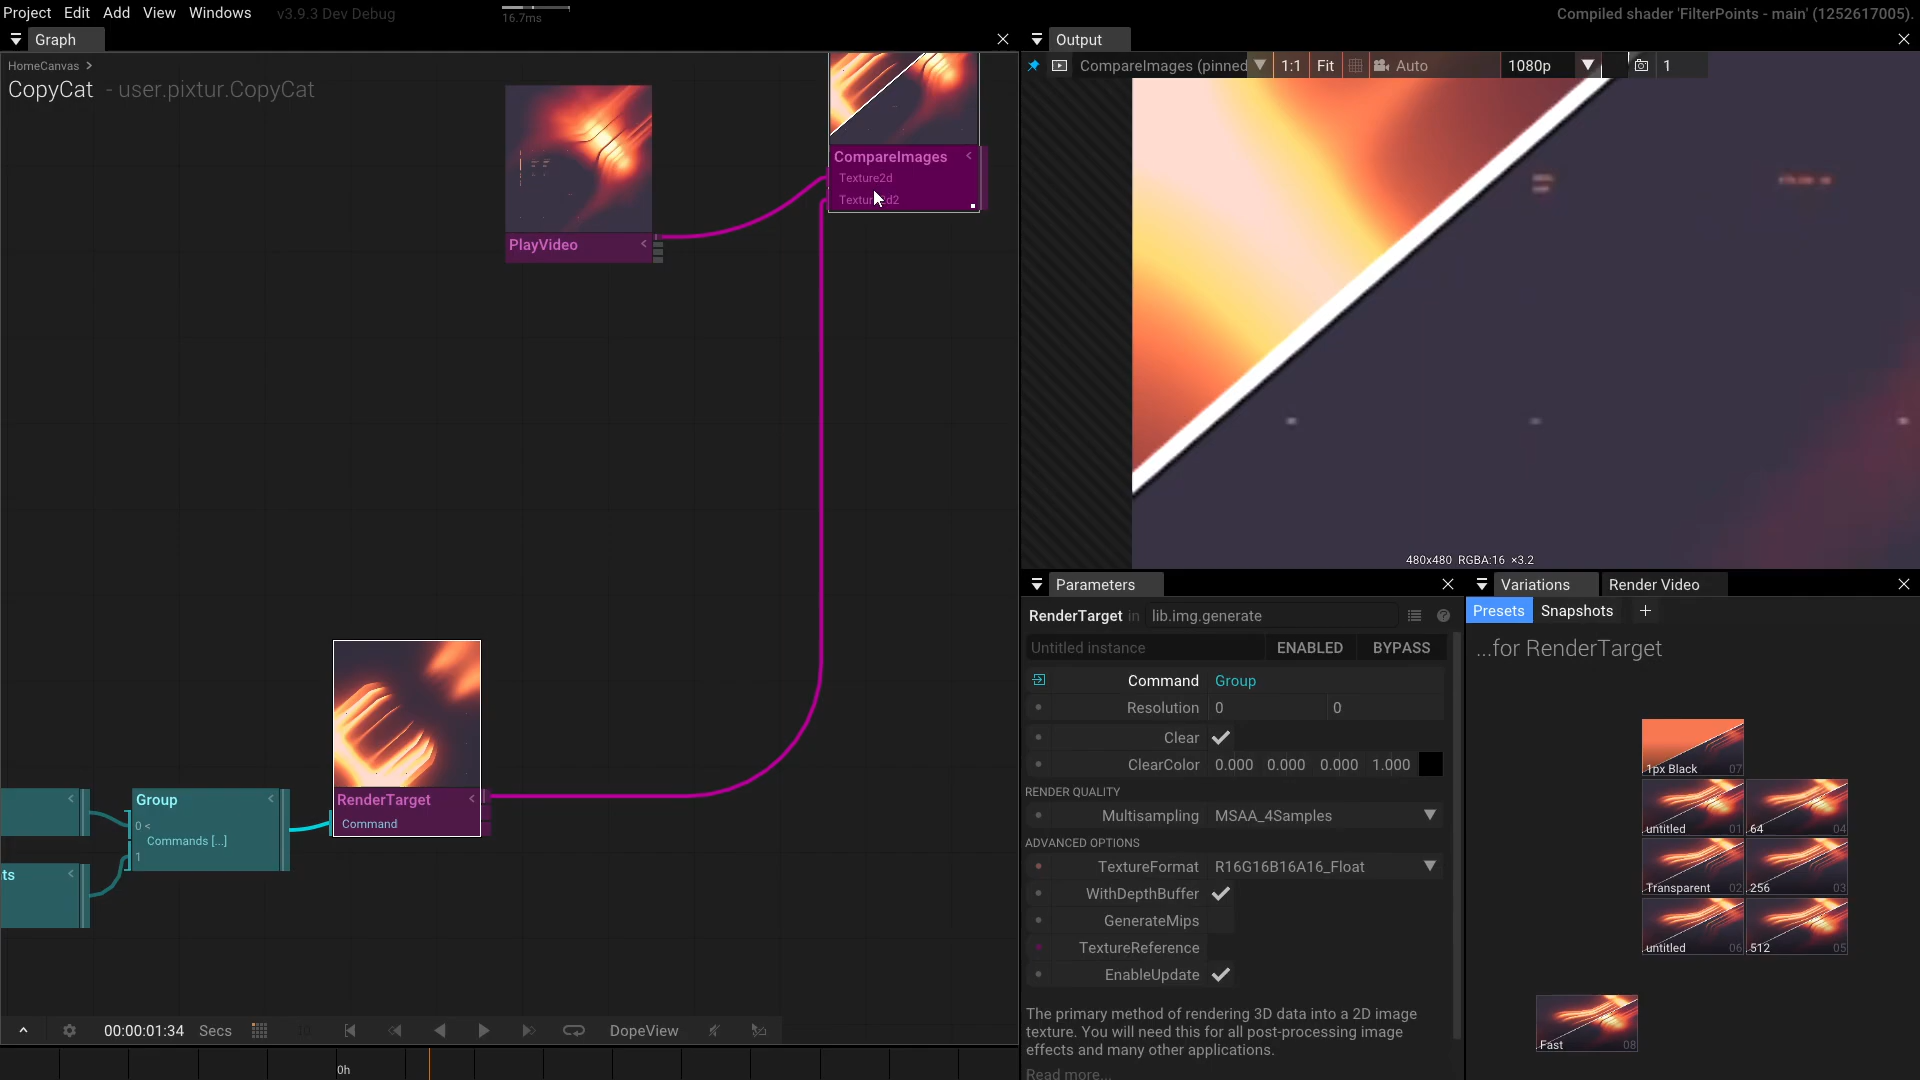 Project Edit Add View Windows v3.9.3 Dev Debug 16.7ms Compiled shader 'FilterPoints - main' (1252617005).
Graph
HomeCanvas >
CopyCat - user.pixtur.CopyCat
PlayVideo <
CompareImages <
Texture2d
Group <
0 <
Commands [...]
1
ts <
RenderTarget <
Command
00:00:01:34 Secs DopeView
0h
Output
CompareImages (pinned 1:1 Fit Auto 1080p 1
480x480 RGBA:16 ×3.2
Parameters
RenderTarget in lib.img.generate
Untitled instance ENABLED BYPASS
Command Group
Resolution 0 0
Clear
ClearColor 0.000 0.000 0.000 1.000
RENDER QUALITY
Multisampling MSAA_4Samples
ADVANCED OPTIONS
TextureFormat R16G16B16A16_Float
WithDepthBuffer
GenerateMips
TextureReference
EnableUpdate
The primary method of rendering 3D data into a 2D image
texture. You will need this for all post-processing image
effects and many other applications.
Read more...
Variations Render Video
Presets Snapshots +
...for RenderTarget
1px Black 07
untitled 01 64 04
Transparent 02 256 03
untitled 06 512 05
Fast 08